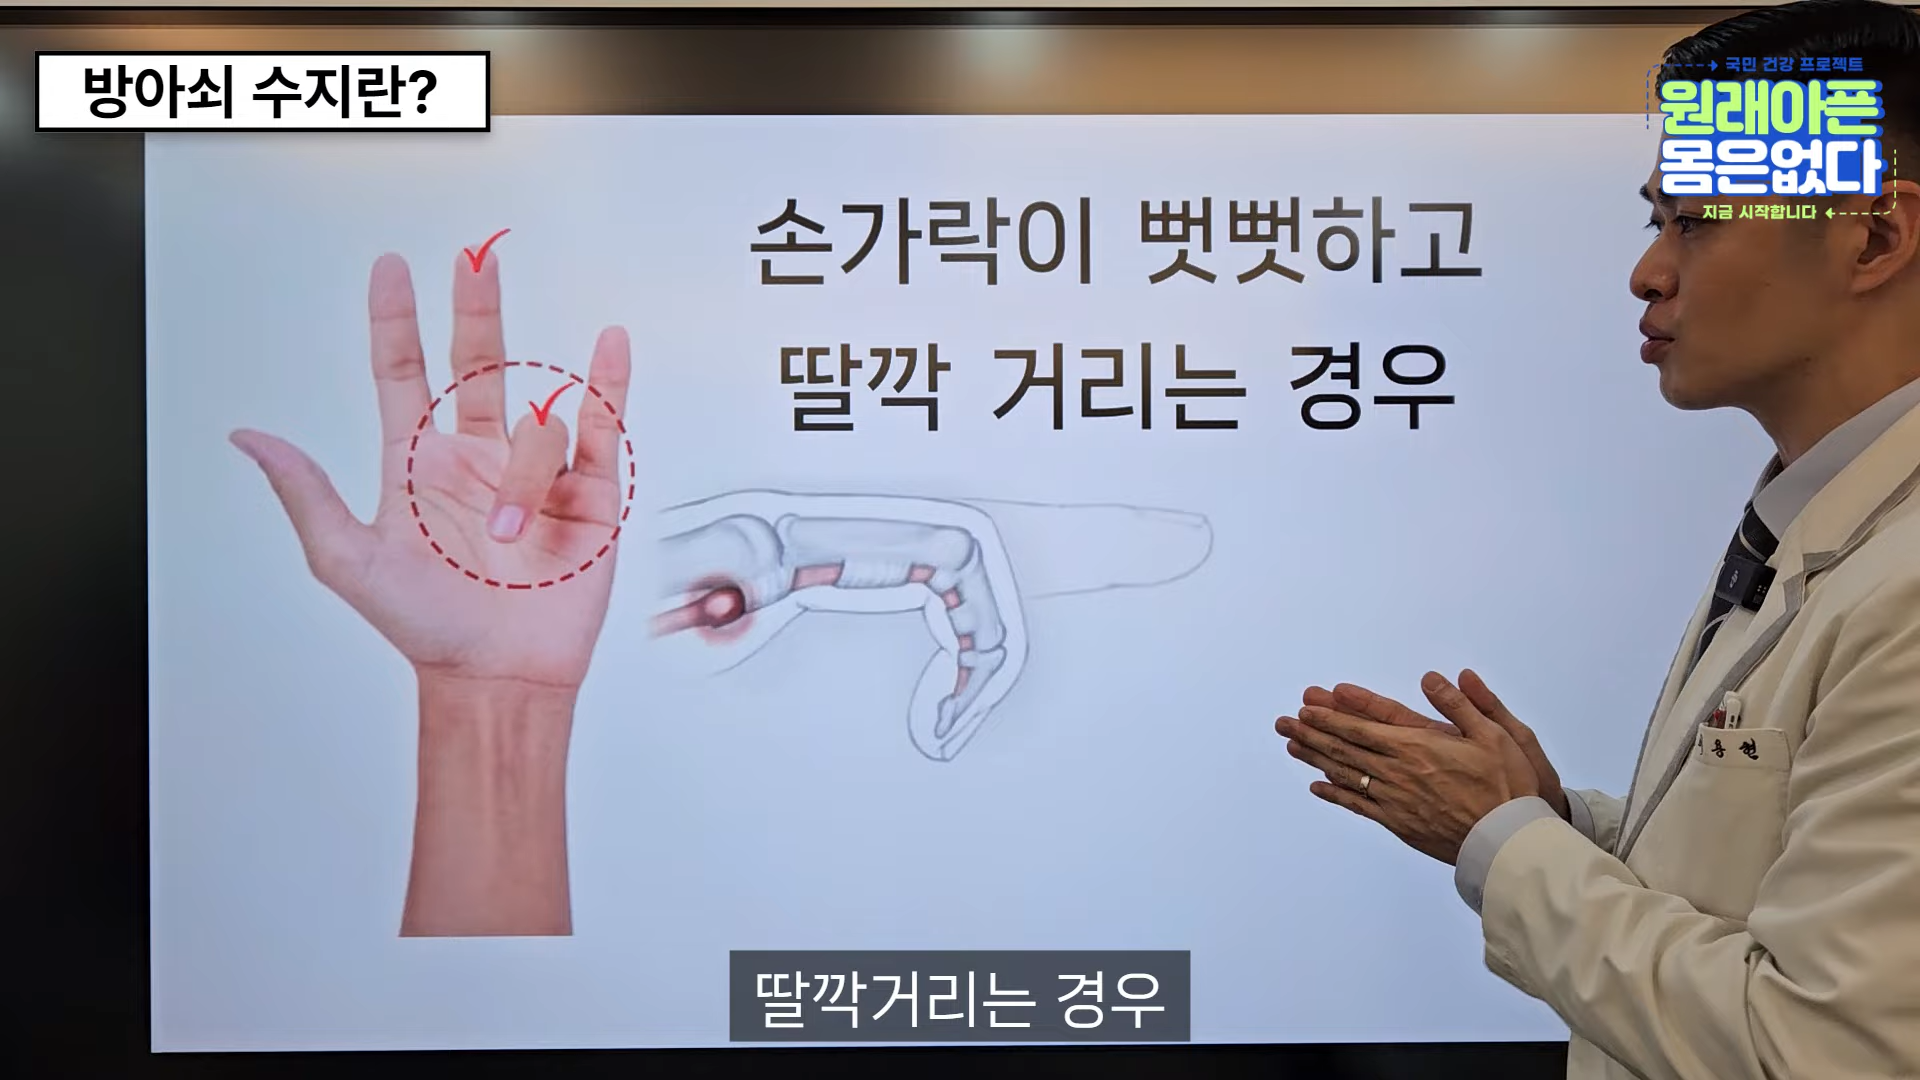 방아쇠 수지란?
국민 건강 프로젝트
원래아픈
몸은없다
지금 시작합니다
손가락이 뻣뻣하고
딸깍 거리는 경우
용현
딸깍거리는 경우